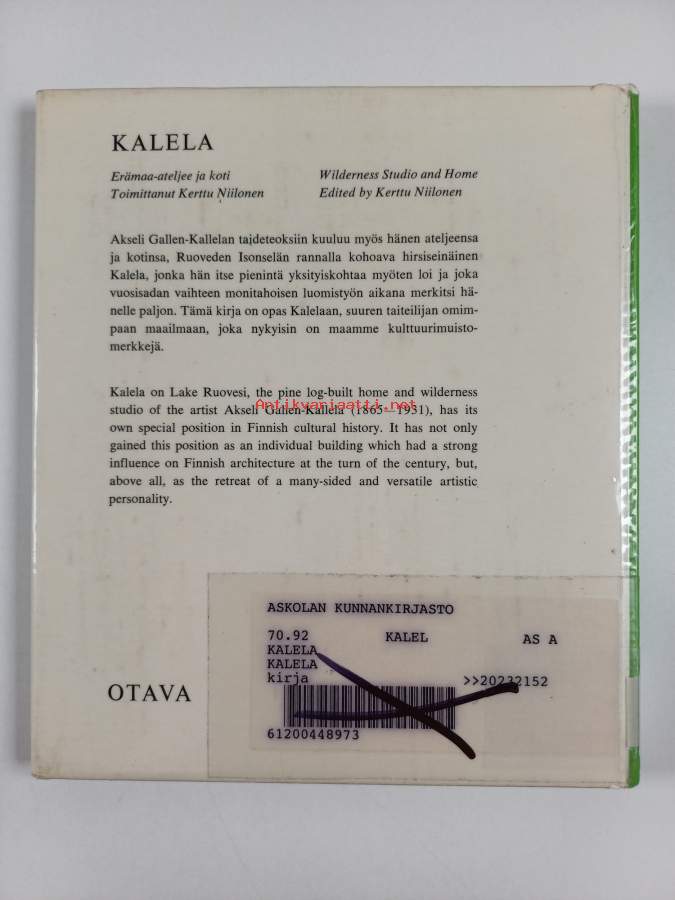 KALELA
Erämaa-ateljee ja koti
Toimittanut Kerttu Niilonen
Wilderness Studio and Home
Edited by Kerttu Niilonen
Akseli Gallen-Kallelan taideteoksiin kuuluu myös hänen ateljeensa
ja kotinsa, Ruoveden Isonselän rannalla kohoava hirsiseinäinen
Kalela, jonka hän itse pienintä yksityiskohtaa myöten loi ja joka
vuosisadan vaihteen monitahoisen luomistyön aikana merkitsi hä-
nelle paljon. Tämä kirja on opas Kalelaan, suuren taiteilijan omim-
paan maailmaan, joka nykyisin on maamme kulttuurimuisto-
merkkejä.
Kalela on Lake Ruovesi, the pine log-built home and wilderness
studio of the artist Akseli Gallen-Kallela (1865—1931), has its
own special position in Finnish cultural history. It has not only
gained this position as an individual building which had a strong
influence on Finnish architecture at the turn of the century, but,
above all, as the retreat of a many-sided and versatile artistic
personality.
Antikvariaatti.net
ASKOLAN KUNNANKIRJASTO
70.92 KALEL AS A
KALELA
KALELA
kirja >>20232152
61200448973
OTAVA